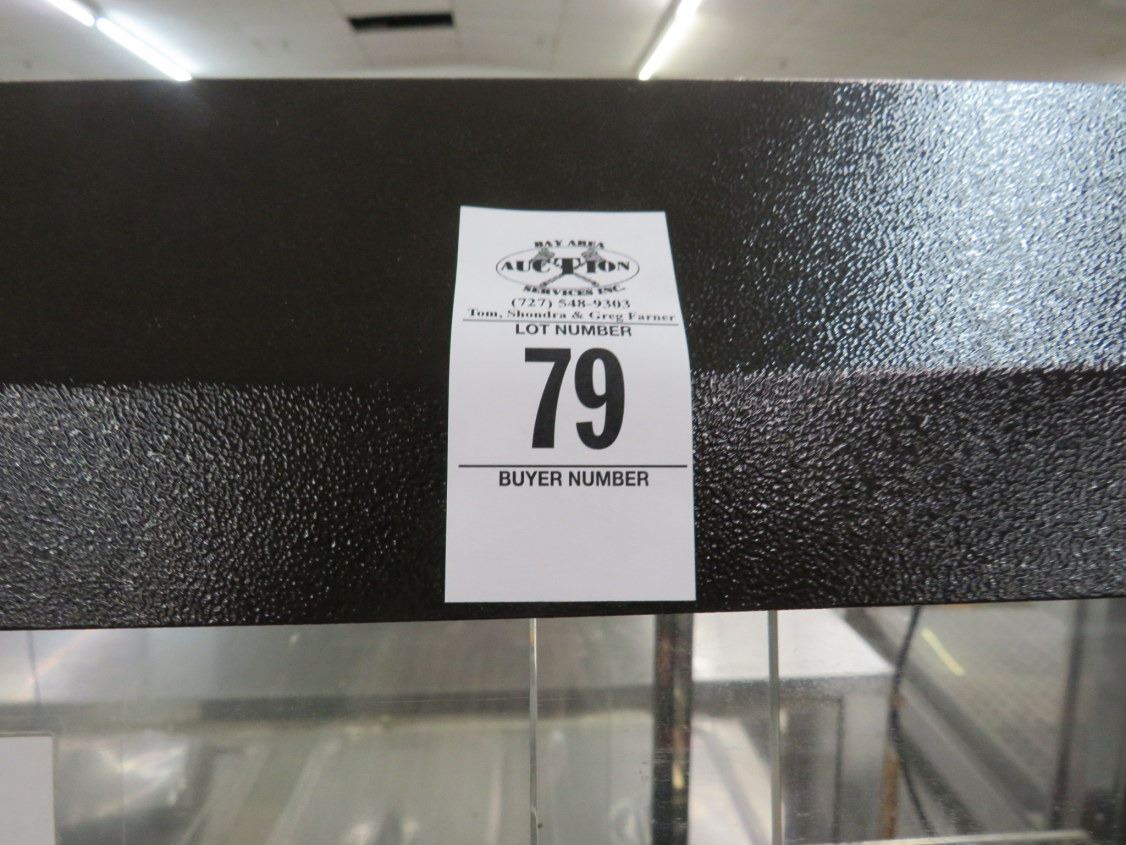 BAY AREA
AUCTION
SERVICES INC.
(727) 548-9303
Tom, Shondra & Greg Farner
LOT NUMBER
79
BUYER NUMBER